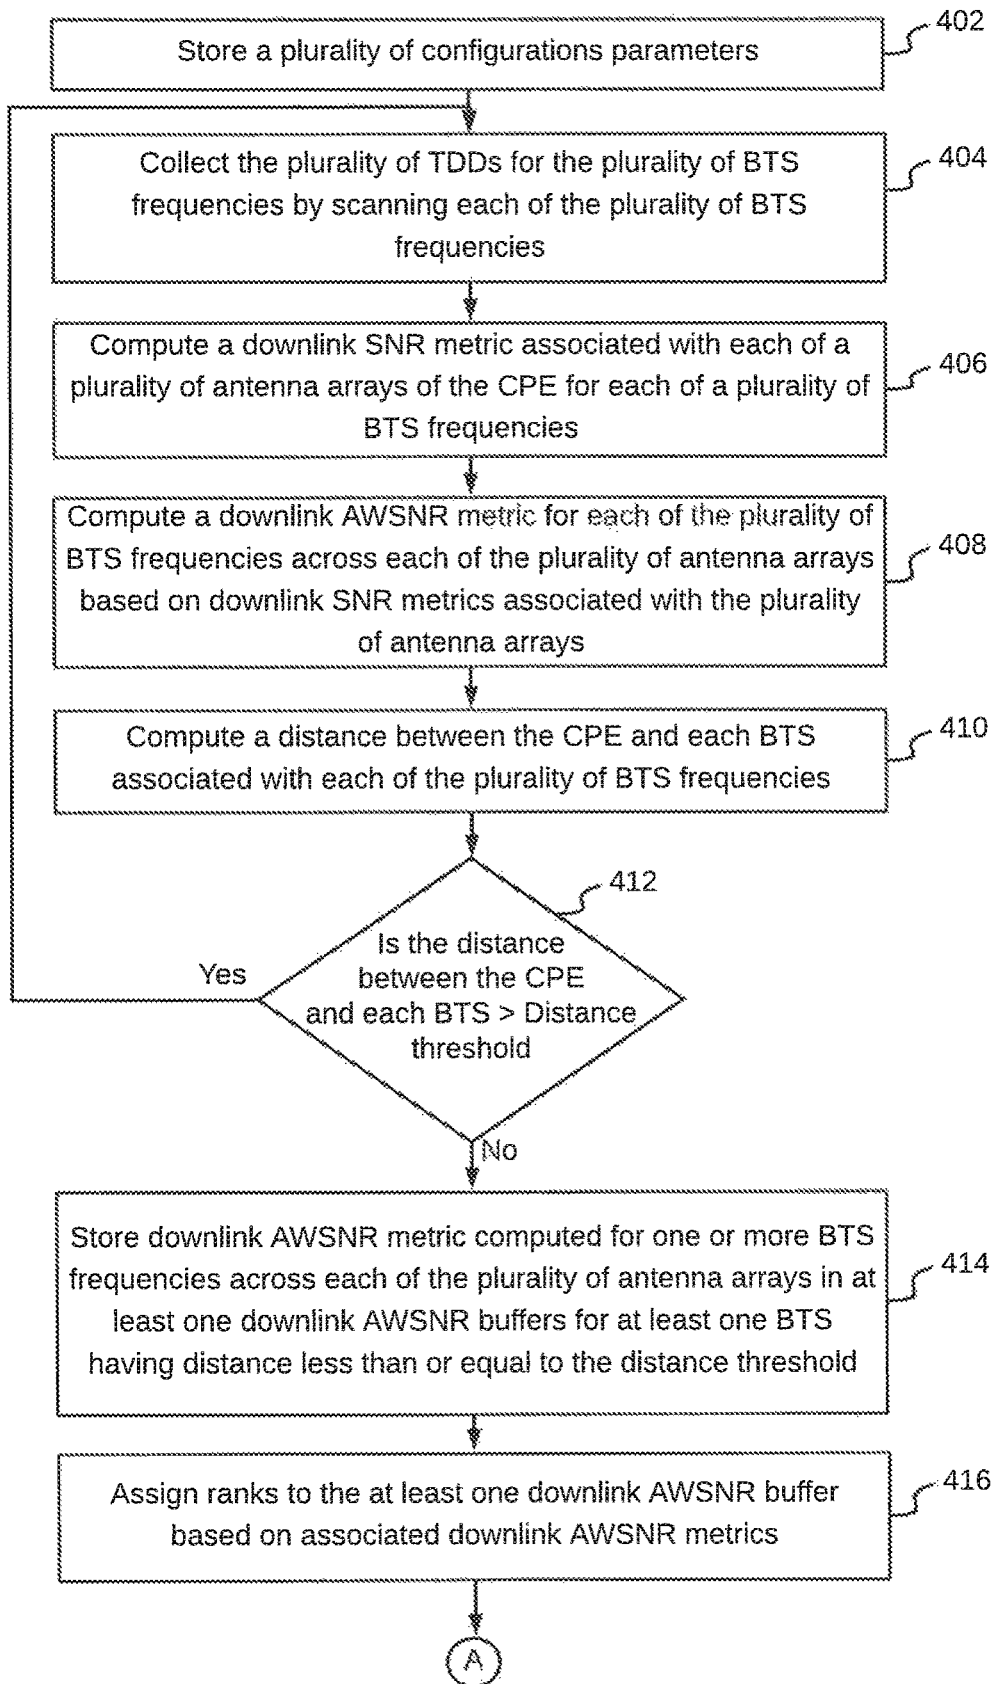 402
Store a plurality of configurations parameters
404
Collect the plurality of TDDs for the plurality of BTS
frequencies by scanning each of the plurality of BTS
frequencies
406
Compute a downlink SNR metric associated with each of a
plurality of antenna arrays of the CPE for each of a plurality of
BTS frequencies
408
Compute a downlink AWSNR metric for each of the plurality of
BTS frequencies across each of the plurality of antenna arrays
based on downlink SNR metrics associated with the plurality
of antenna arrays
410
Compute a distance between the CPE and each BTS
associated with each of the plurality of BTS frequencies
412
Is the distance
between the CPE
and each BTS > Distance
threshold
Yes
No
414
Store downlink AWSNR metric computed for one or more BTS
frequencies across each of the plurality of antenna arrays in at
least one downlink AWSNR buffers for at least one BTS
having distance less than or equal to the distance threshold
416
Assign ranks to the at least one downlink AWSNR buffer
based on associated downlink AWSNR metrics
A